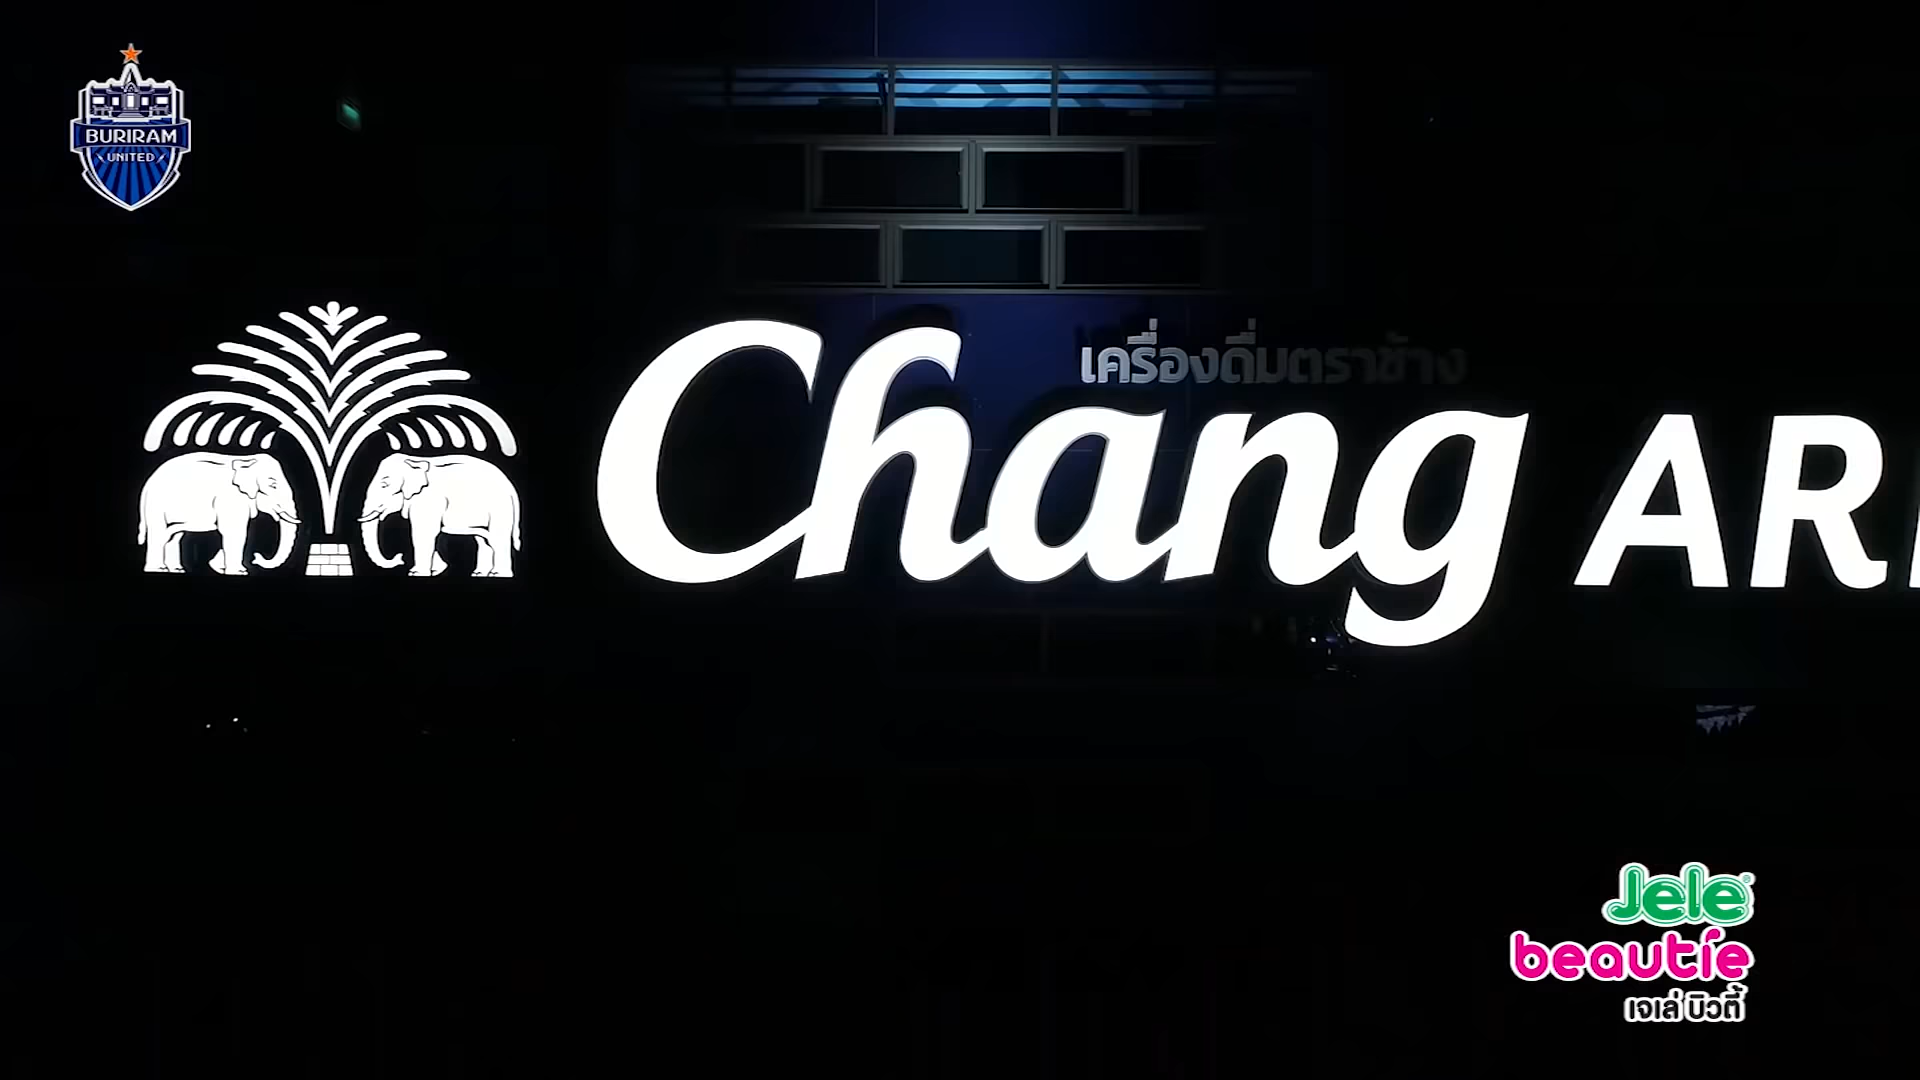 BURIRAM
UNITED
เครื่องดื่มตราช้าง
Chang AR
Jele
beautie
เจเล่ บิวตี้